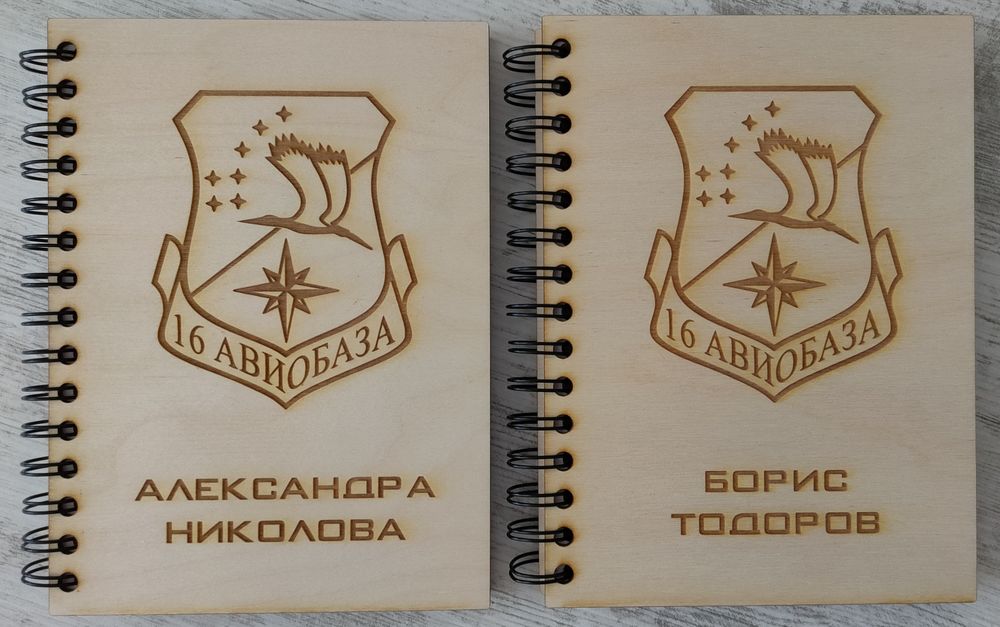 16 АВИОБАЗА
АЛЕКСАНДРА
НИКОЛОВА
16 АВИОБАЗА
БОРИС
ТОДОРОВ